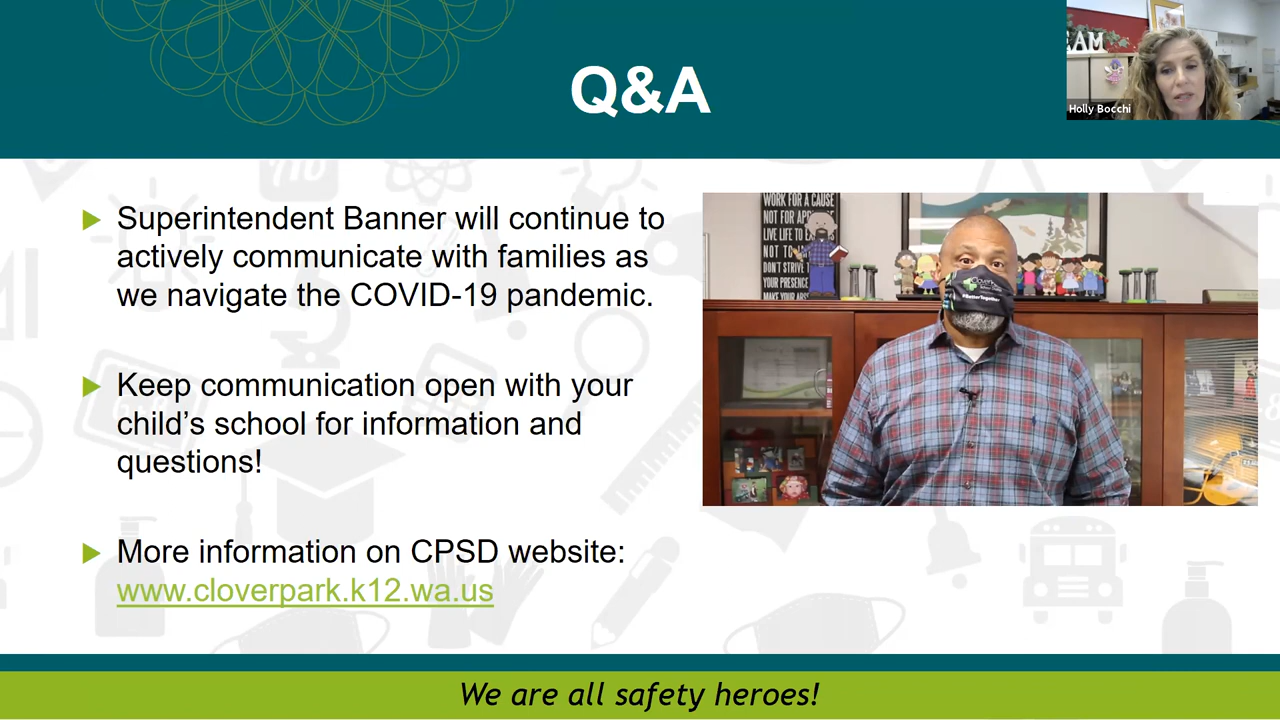 Q&A
EAM
Holly Bocchi
Superintendent Banner will continue to
actively communicate with families as
we navigate the COVID-19 pandemic.
Keep communication open with your
child's school for information and
questions!
More information on CPSD website:
www.cloverpark.k12.wa.us
WORK FOR A CAUSE
NOT FOR
LIVE LIFE TO
NOT TO
DON'T STRIVE
YOUR PRESENCE
MAKE YOUR
#BetterTogether
We are all safety heroes!